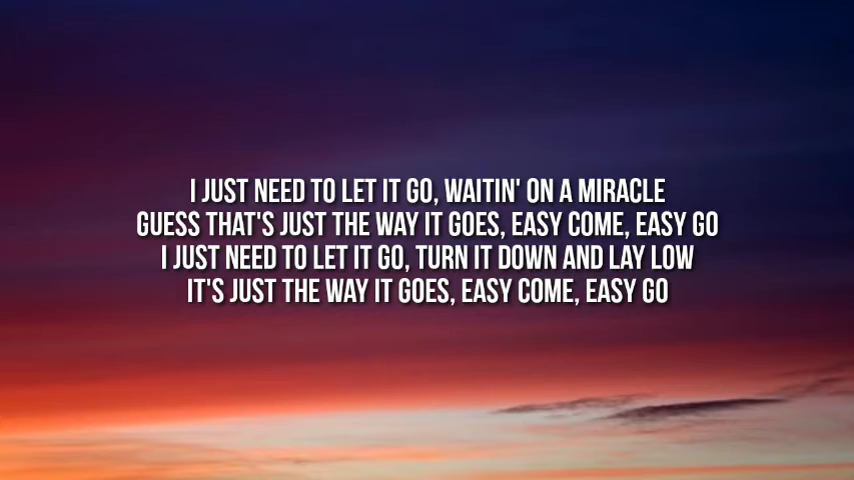 I JUST NEED TO LET IT GO, WAITIN' ON A MIRACLE
GUESS THAT'S JUST THE WAY IT GOES, EASY COME, EASY GO
I JUST NEED TO LET IT GO, TURN IT DOWN AND LAY LOW
IT'S JUST THE WAY IT GOES, EASY COME, EASY GO